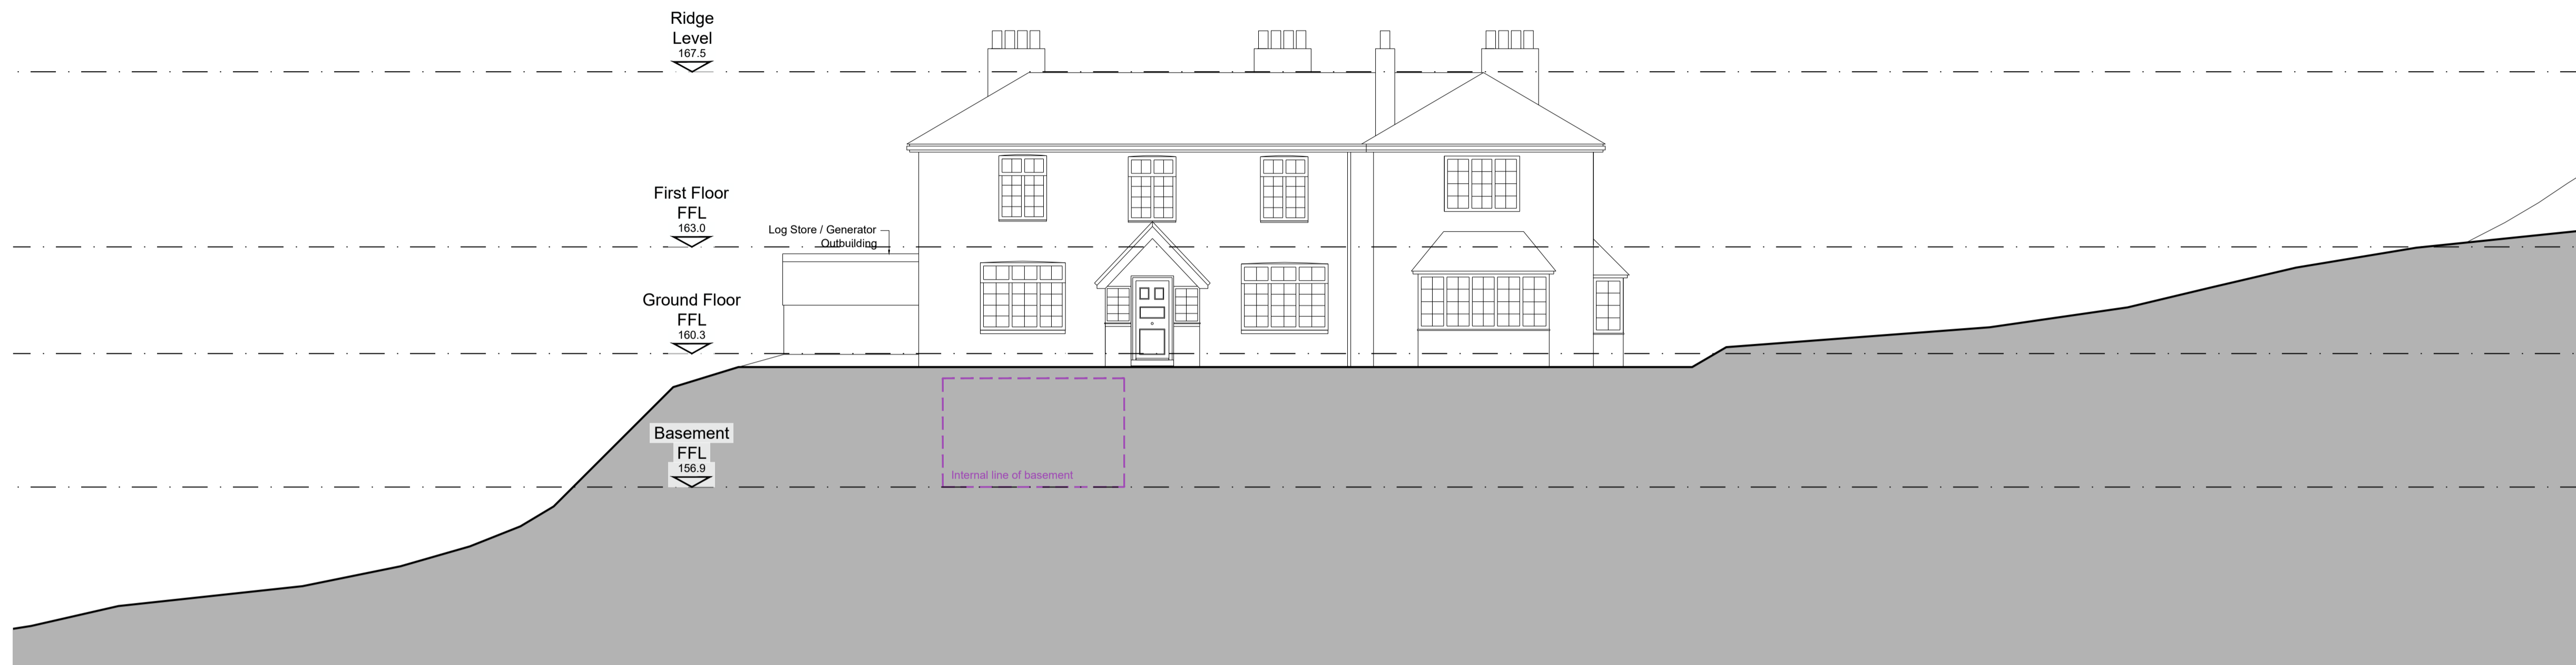 Ridge
Level
167.5
First Floor
FFL
163.0
Log Store / Generator
Outbuilding
Ground Floor
FFL
160.3
Basement
FFL
156.9
Internal line of basement